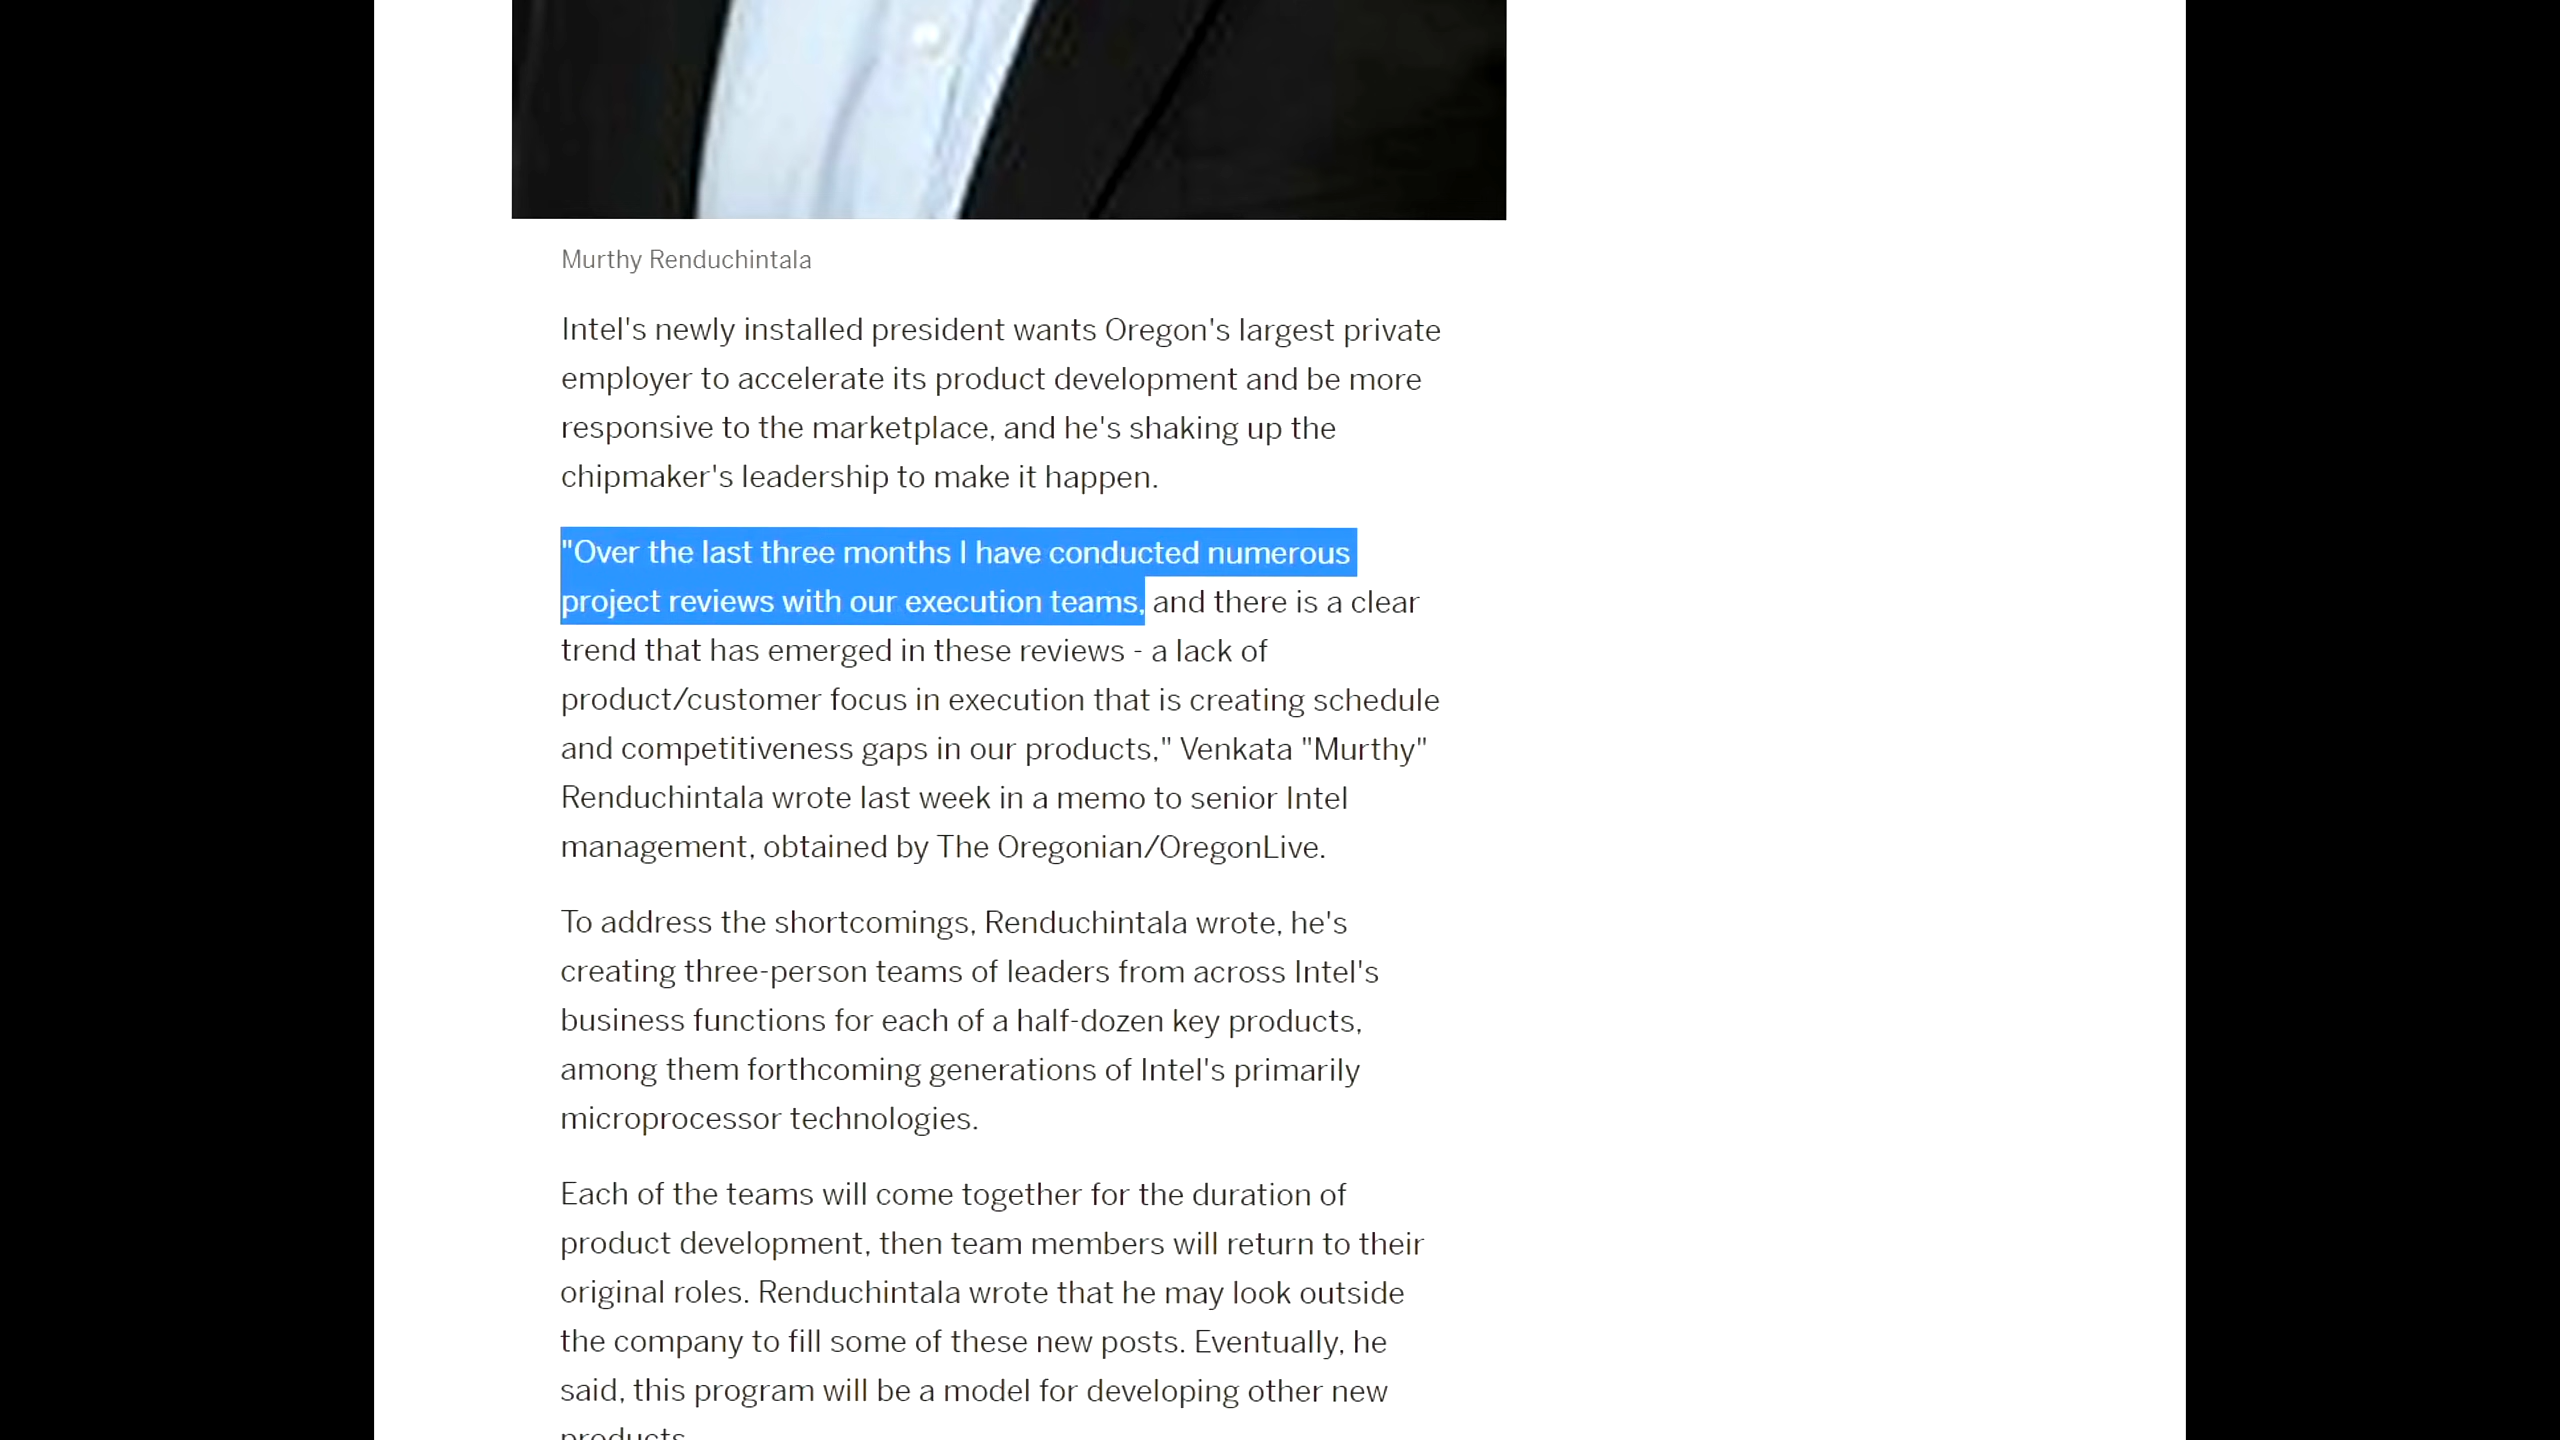 Murthy Renduchintala
Intel's newly installed president wants Oregon's largest private
employer to accelerate its product development and be more
responsive to the marketplace, and he's shaking up the
chipmaker's leadership to make it happen.
"Over the last three months I have conducted numerous
project reviews with our execution teams, and there is a clear
trend that has emerged in these reviews - a lack of
product/customer focus in execution that is creating schedule
and competitiveness gaps in our products," Venkata "Murthy"
Renduchintala wrote last week in a memo to senior Intel
management, obtained by The Oregonian/OregonLive.
To address the shortcomings, Renduchintala wrote, he's
creating three-person teams of leaders from across Intel's
business functions for each of a half-dozen key products,
among them forthcoming generations of Intel's primarily
microprocessor technologies.
Each of the teams will come together for the duration of
product development, then team members will return to their
original roles. Renduchintala wrote that he may look outside
the company to fill some of these new posts. Eventually, he
said, this program will be a model for developing other new
products.